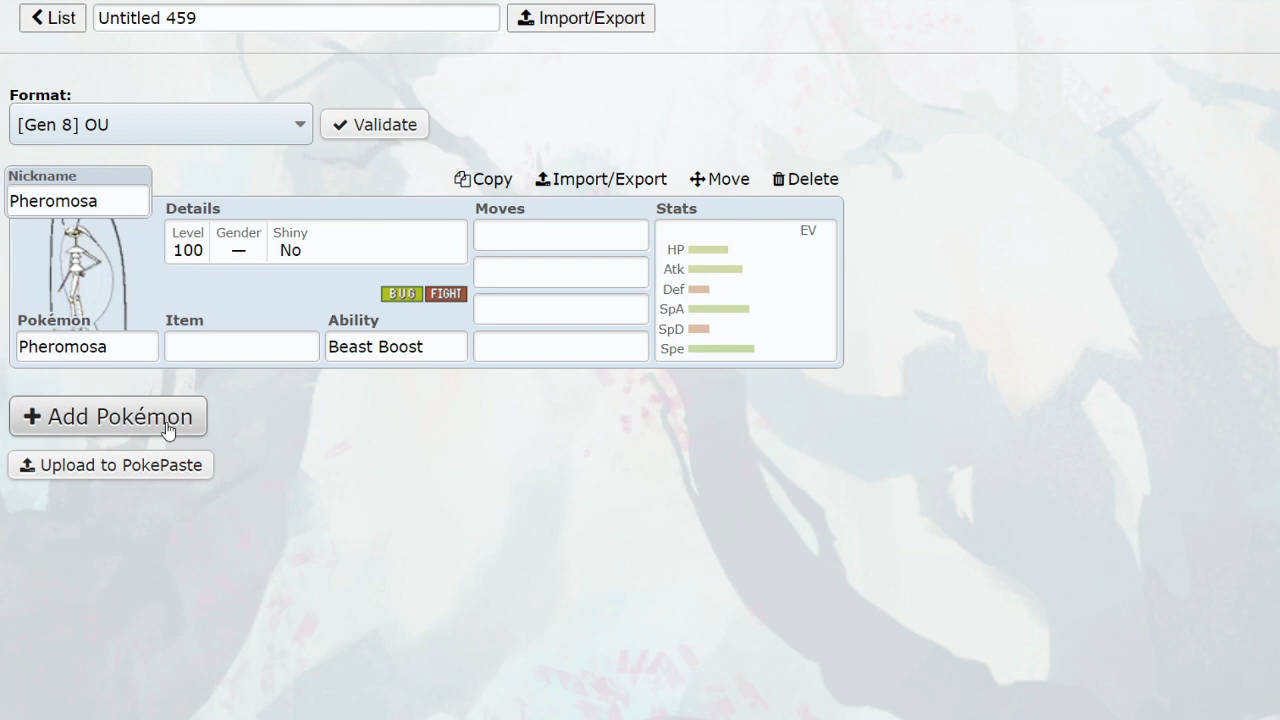 List
Untitled 459
Import/Export
Format:
[Gen 8] OU
Validate
Nickname
Pheromosa
Copy
Import/Export
Move
Delete
Details
Level
100
Gender
—
Shiny
No
BUG
FIGHT
Pokémon
Pheromosa
Item
Ability
Beast Boost
Moves
Stats
EV
HP
Atk
Def
SpA
SpD
Spe
Add Pokémon
Upload to PokePaste